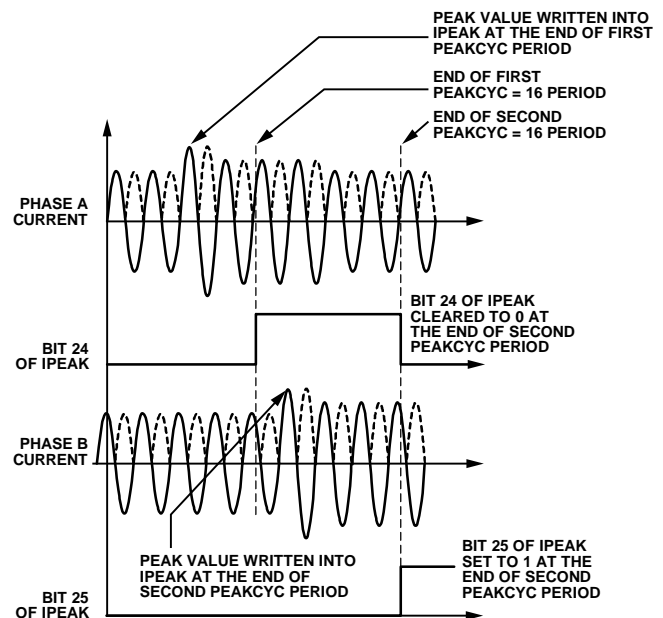 PEAK VALUE WRITTEN INTO
IPEAK AT THE END OF FIRST
PEAKCYC PERIOD
END OF FIRST
PEAKCYC = 16 PERIOD
END OF SECOND
PEAKCYC = 16 PERIOD
PHASE A
CURRENT
BIT 24 OF IPEAK
CLEARED TO 0 AT
THE END OF SECOND
PEAKCYC PERIOD
BIT 24
OF IPEAK
PHASE B
CURRENT
PEAK VALUE WRITTEN INTO
IPEAK AT THE END OF
SECOND PEAKCYC PERIOD
BIT 25 OF IPEAK
SET TO 1 AT THE
END OF SECOND
PEAKCYC PERIOD
BIT 25
OF IPEAK